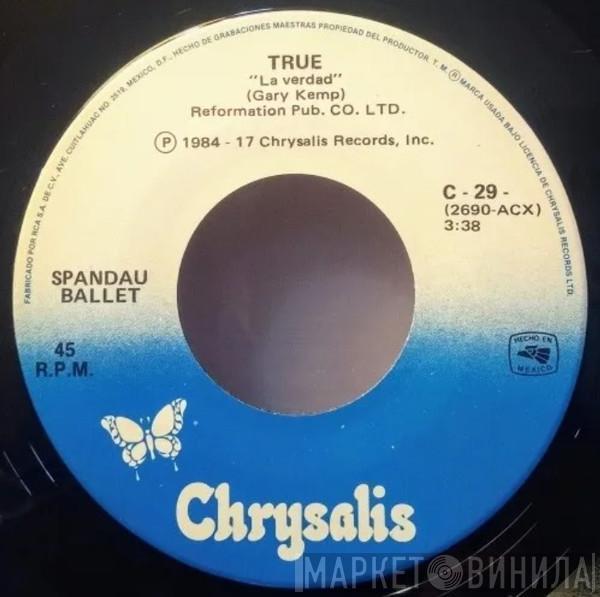 FABRICADO POR RCA S.A. DE C.V., AVE. CUITLAHUAC NO. 2519, MEXICO, D.F., HECHO DE GRABACIONES MAESTRAS PROPIEDAD DEL PRODUCTOR. T. M. ® MARCA USADA BAJO LICENCIA DE CHRYSALIS RECORDS LTD.
TRUE
"La verdad"
(Gary Kemp)
Reformation Pub. CO. LTD.
Ⓟ 1984 - 17 Chrysalis Records, Inc.
C - 29 -
(2690-ACX)
3:38
SPANDAU
BALLET
45
R.P.M.
HECHO EN
MEXICO
Chrysalis
МАРКЕТ ВИНИЛА